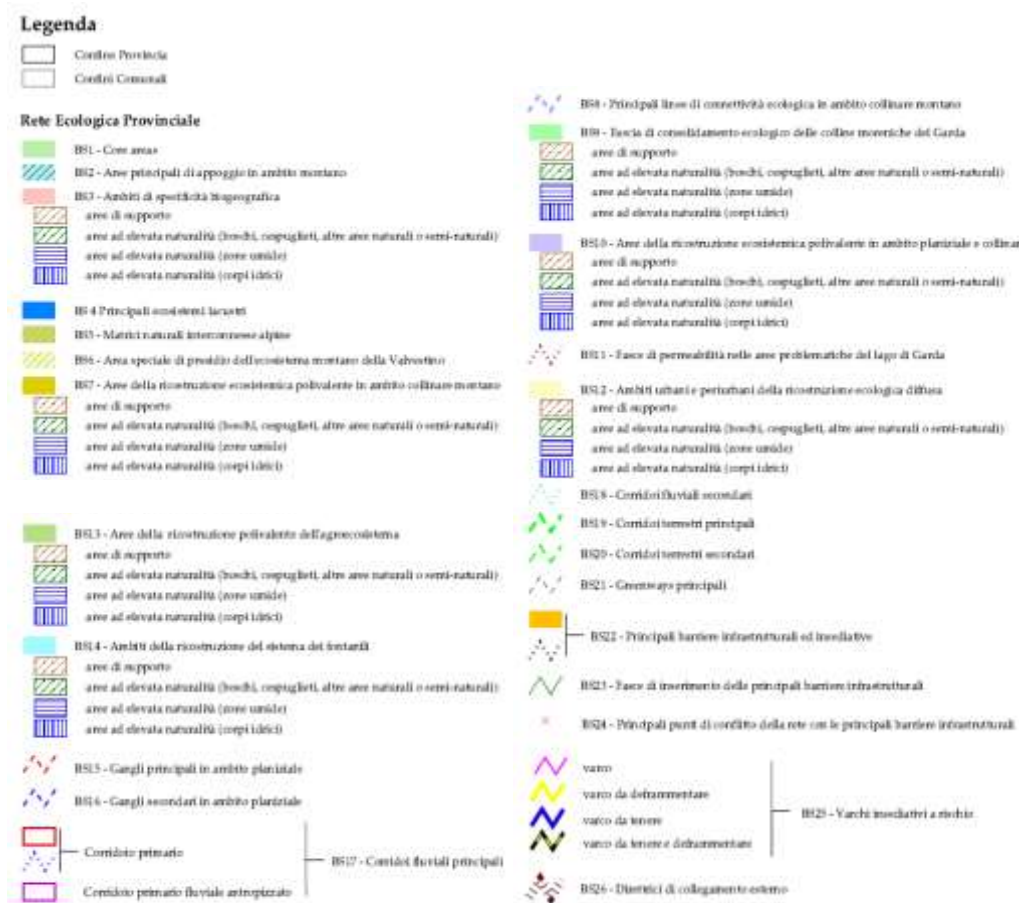 Legenda
Confine Provincia
Confini Comunali
Rete Ecologica Provinciale
BS1 - Core areas
BS2 - Aree principali di appoggio in ambito montano
BS3 - Ambiti di specificità biogeografica
aree di supporto
aree ad elevata naturalità (boschi, cespuglieti, altre aree naturali o semi-naturali)
aree ad elevata naturalità (zone umide)
aree ad elevata naturalità (corpi idrici)
BS 4 Principali ecosistemi lacustri
BS5 - Matrici naturali interconnesse alpine
BS6 - Area speciale di presidio dell'ecosistema montano della Valvestino
BS7 - Aree della ricostruzione ecosistemica polivalente in ambito collinare montano
aree di supporto
aree ad elevata naturalità (boschi, cespuglieti, altre aree naturali o semi-naturali)
aree ad elevata naturalità (zone umide)
aree ad elevata naturalità (corpi idrici)
BS13 - Aree della ricostruzione polivalente dell'agroecosistema
aree di supporto
aree ad elevata naturalità (boschi, cespuglieti, altre aree naturali o semi-naturali)
aree ad elevata naturalità (zone umide)
aree ad elevata naturalità (corpi idrici)
BS14 - Ambiti della ricostruzione del sistema dei fontanili
aree di supporto
aree ad elevata naturalità (boschi, cespuglieti, altre aree naturali o semi-naturali)
aree ad elevata naturalità (zone umide)
aree ad elevata naturalità (corpi idrici)
BS15 - Gangli principali in ambito planiziale
BS16 - Gangli secondari in ambito planiziale
Corridoio primario
BS17 - Corridoi fluviali principali
Corridoio primario fluviale antropizzato
BS8 - Principali linee di connettività ecologica in ambito collinare montano
BS9 - Fascia di consolidamento ecologico delle colline moreniche del Garda
aree di supporto
aree ad elevata naturalità (boschi, cespuglieti, altre aree naturali o semi-naturali)
aree ad elevata naturalità (zone umide)
aree ad elevata naturalità (corpi idrici)
BS10 - Aree della ricostruzione ecosistemica polivalente in ambito planiziale e collinar
aree di supporto
aree ad elevata naturalità (boschi, cespuglieti, altre aree naturali o semi-naturali)
aree ad elevata naturalità (zone umide)
aree ad elevata naturalità (corpi idrici)
BS11 - Fasce di permeabilità nelle aree problematiche del lago di Garda
BS12 - Ambiti urbani e periurbani della ricostruzione ecologica diffusa
aree di supporto
aree ad elevata naturalità (boschi, cespuglieti, altre aree naturali o semi-naturali)
aree ad elevata naturalità (zone umide)
aree ad elevata naturalità (corpi idrici)
BS18 - Corridoi fluviali secondari
BS19 - Corridoi terrestri principali
BS20 - Corridoi terrestri secondari
BS21 - Greenways principali
BS22 - Principali barriere infrastrutturali ed insediative
BS23 - Fasce di inserimento delle principali barriere infrastrutturali
BS24 - Principali punti di conflitto della rete con le principali barriere infrastrutturali
varco
varco da deframmentare
varco da tenere
varco da tenere e deframmentare
BS25 - Varchi insediativi a rischio
BS26 - Direttrici di collegamento esterno